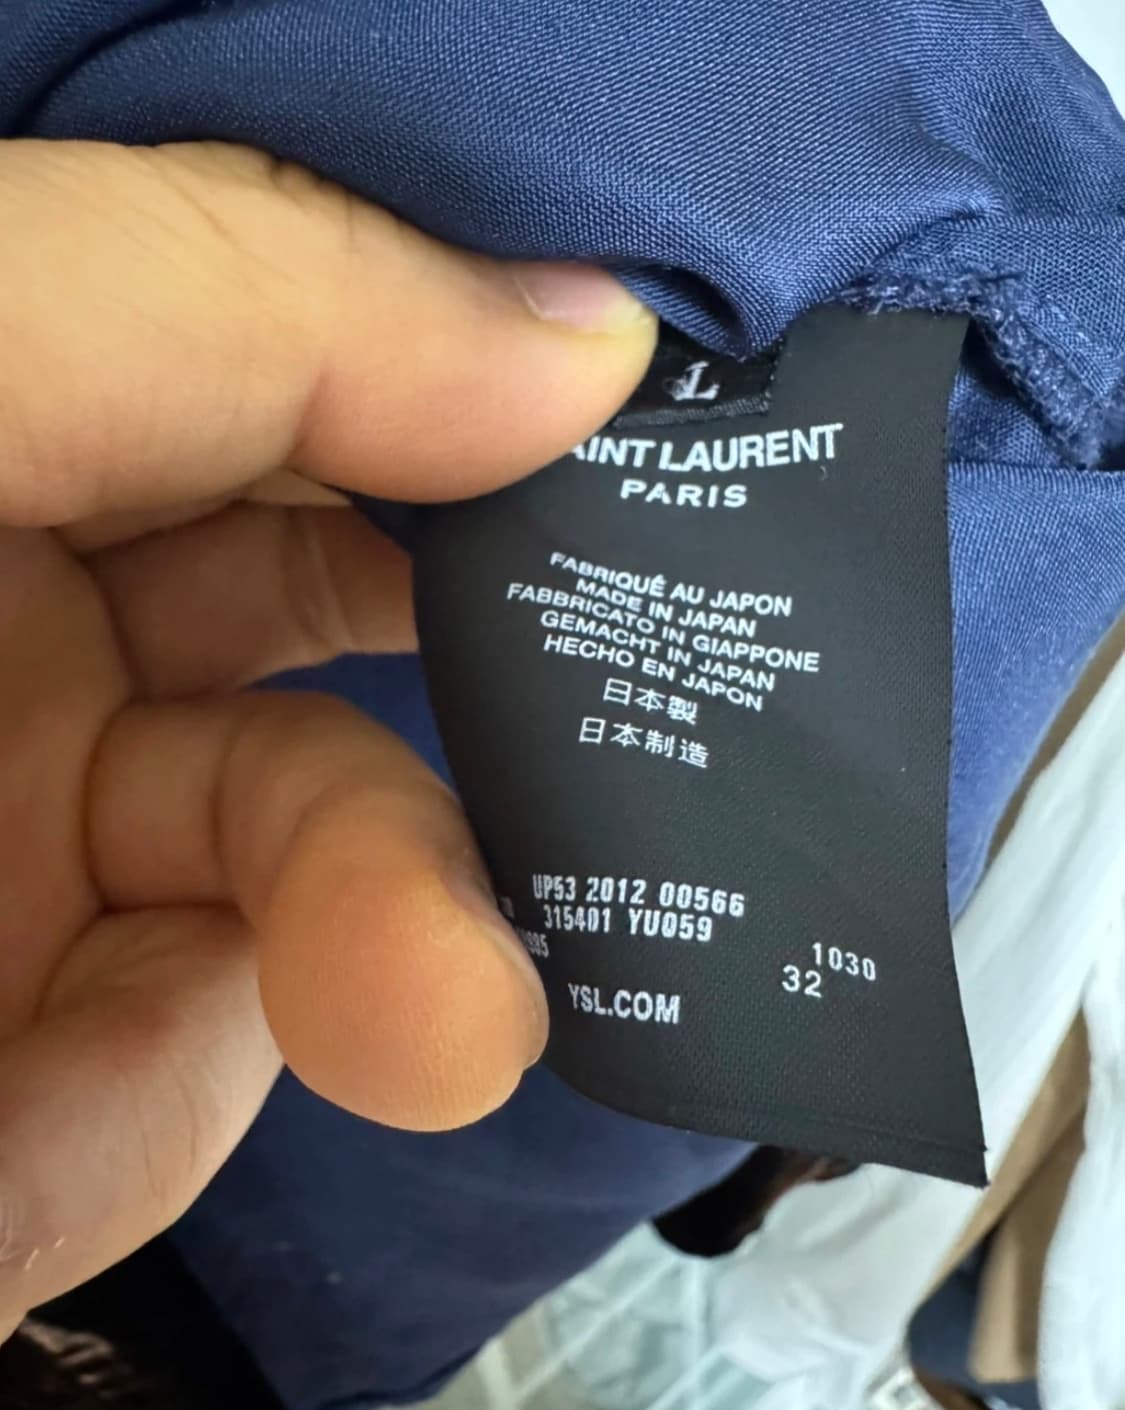 L
SAINT LAURENT
PARIS
FABRIQUÉ AU JAPON
MADE IN JAPAN
FABBRICATO IN GIAPPONE
GEMACHT IN JAPAN
HECHO EN JAPON
日本製
日本制造
UP53 2012 00566
315401 YU059
1030
32
YSL.COM